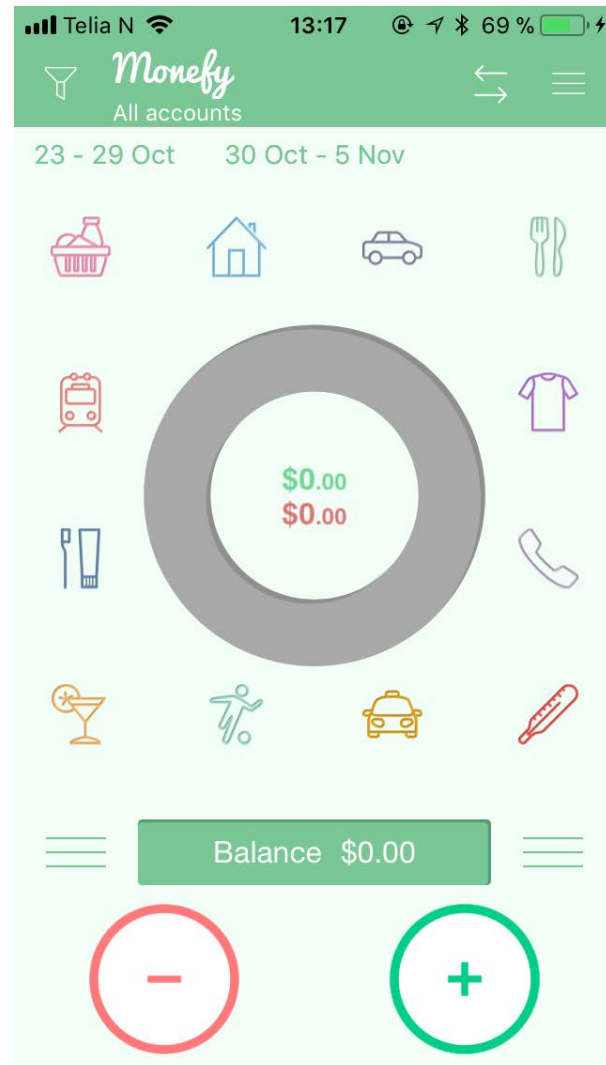 Telia N 13:17 69 %
Monefy
All accounts
23 - 29 Oct 30 Oct - 5 Nov
$0.00
$0.00
Balance $0.00
−
+